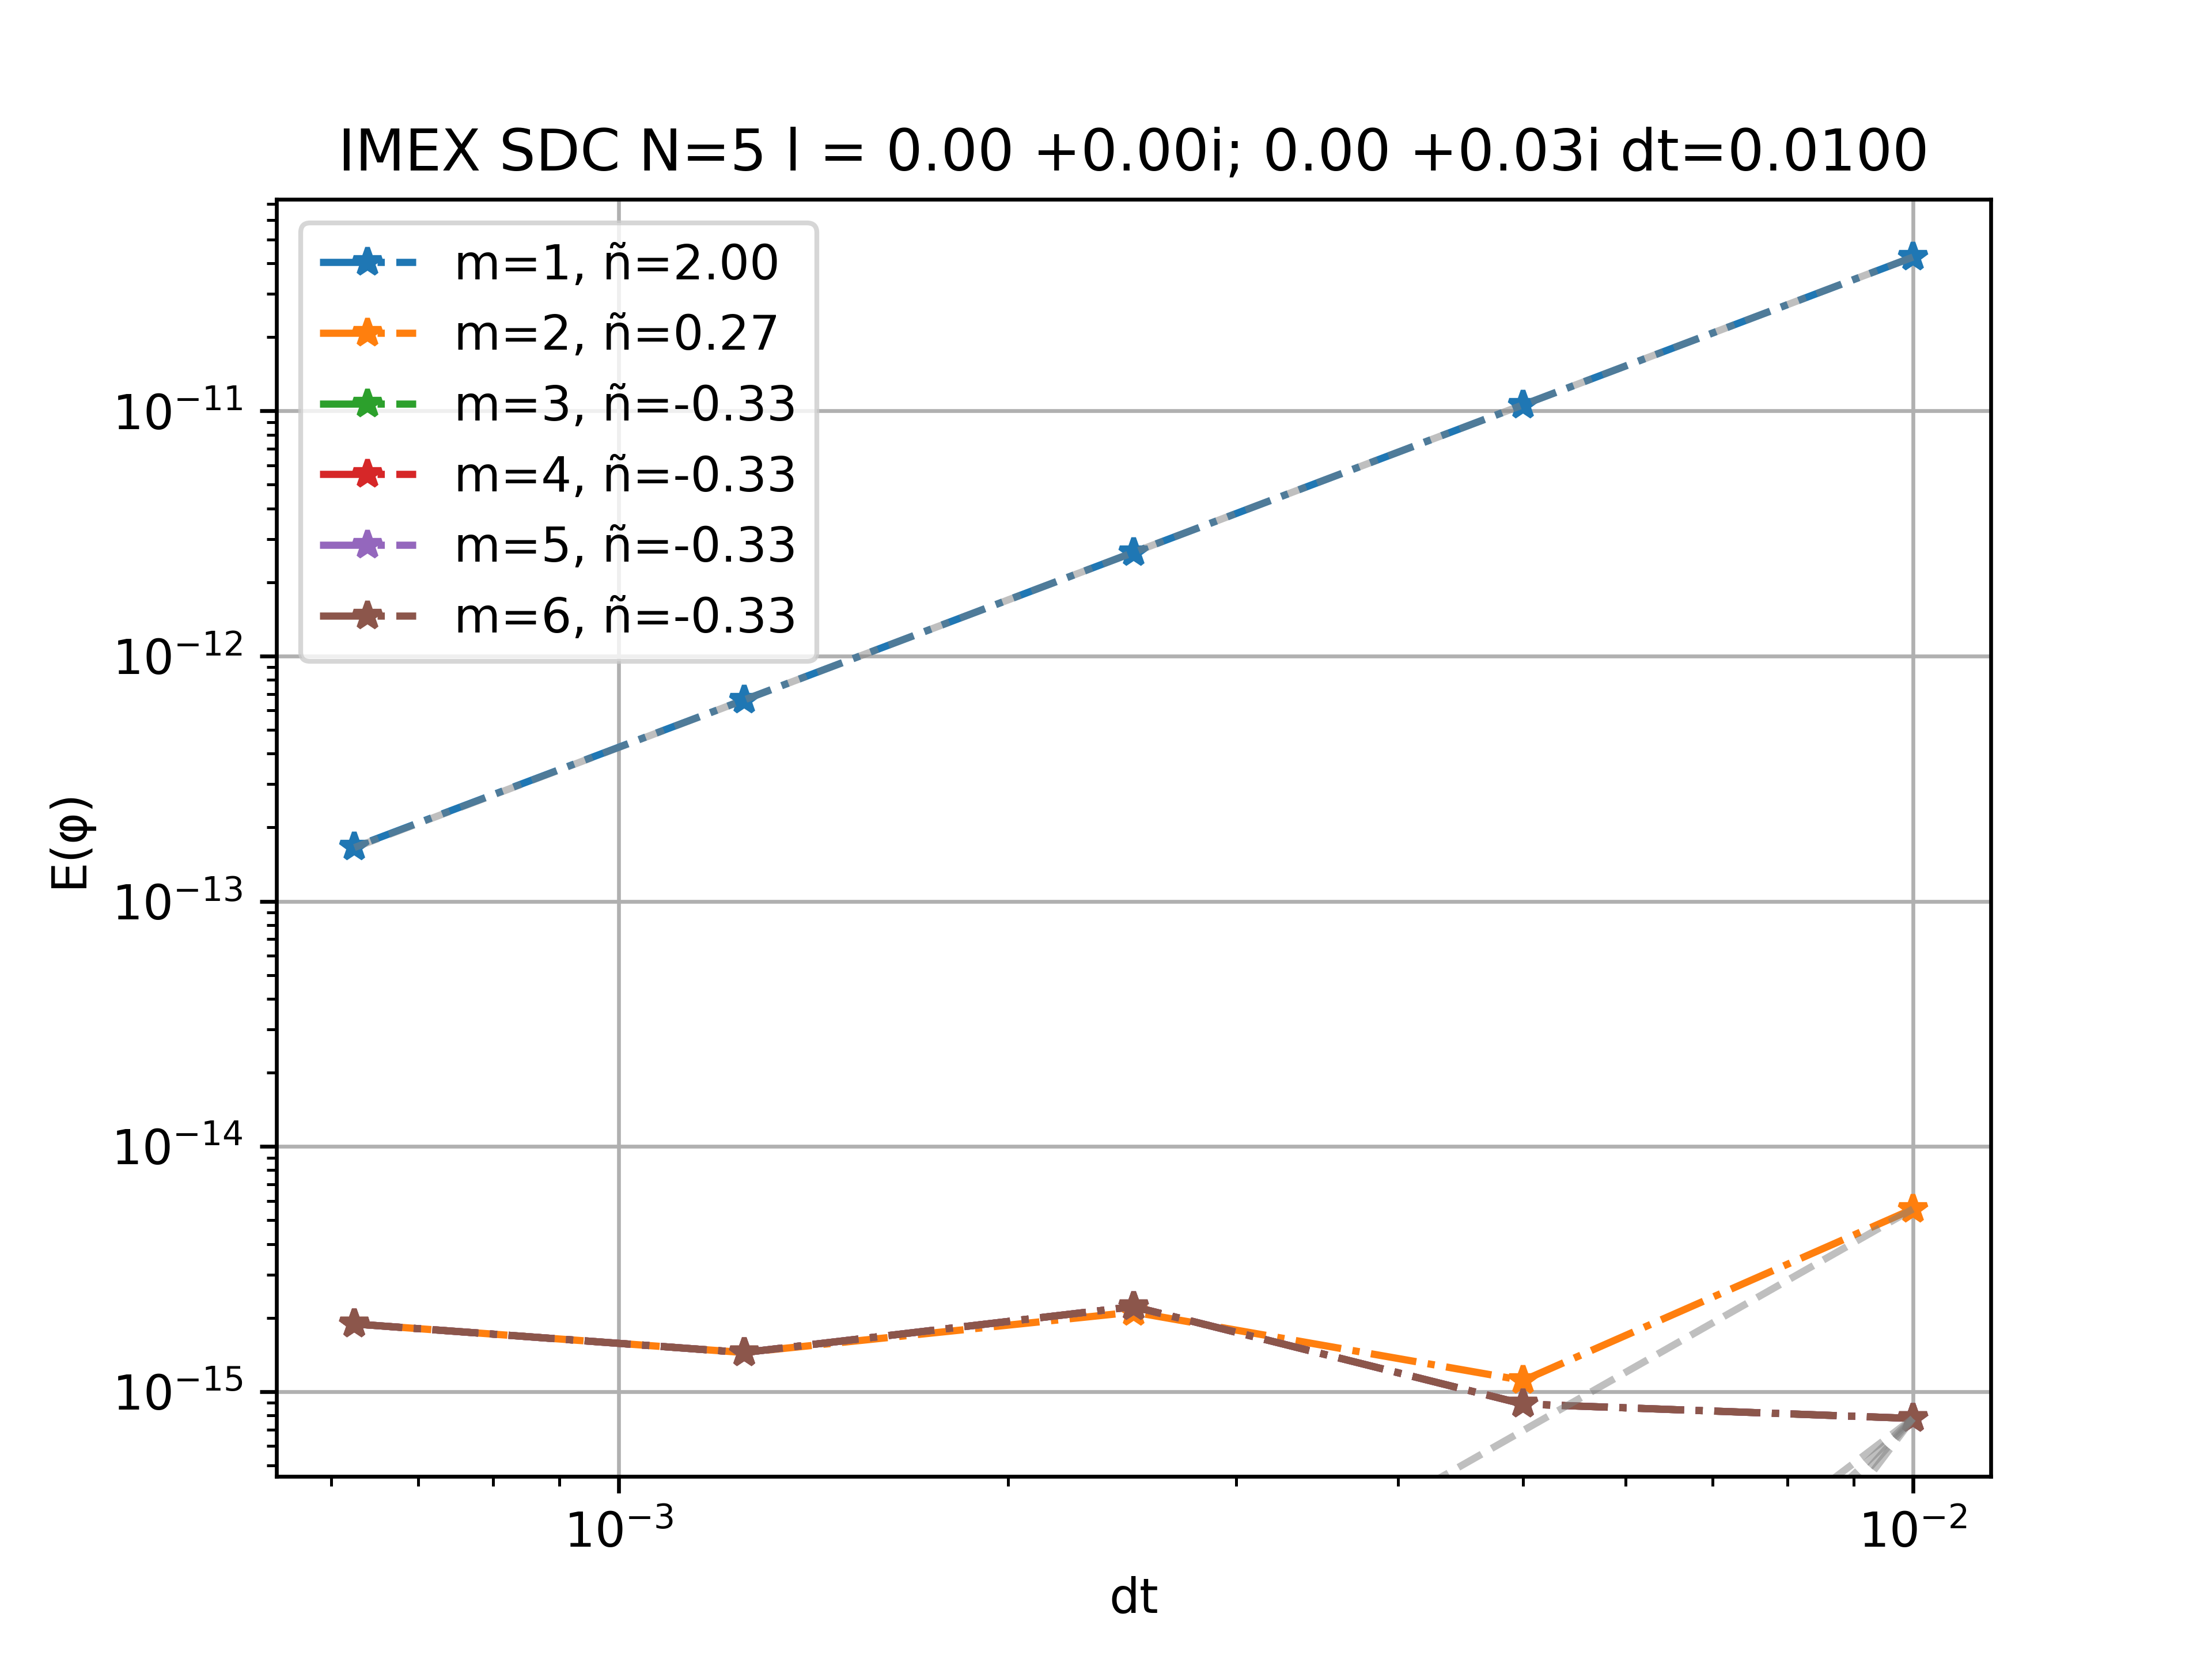 IMEX SDC N=5 l = 0.00 +0.00i; 0.00 +0.03i dt=0.0100
m=1, ñ=2.00
m=2, ñ=0.27
m=3, ñ=-0.33
m=4, ñ=-0.33
m=5, ñ=-0.33
m=6, ñ=-0.33
E(φ)
10⁻¹¹
10⁻¹²
10⁻¹³
10⁻¹⁴
10⁻¹⁵
10⁻³
10⁻²
dt